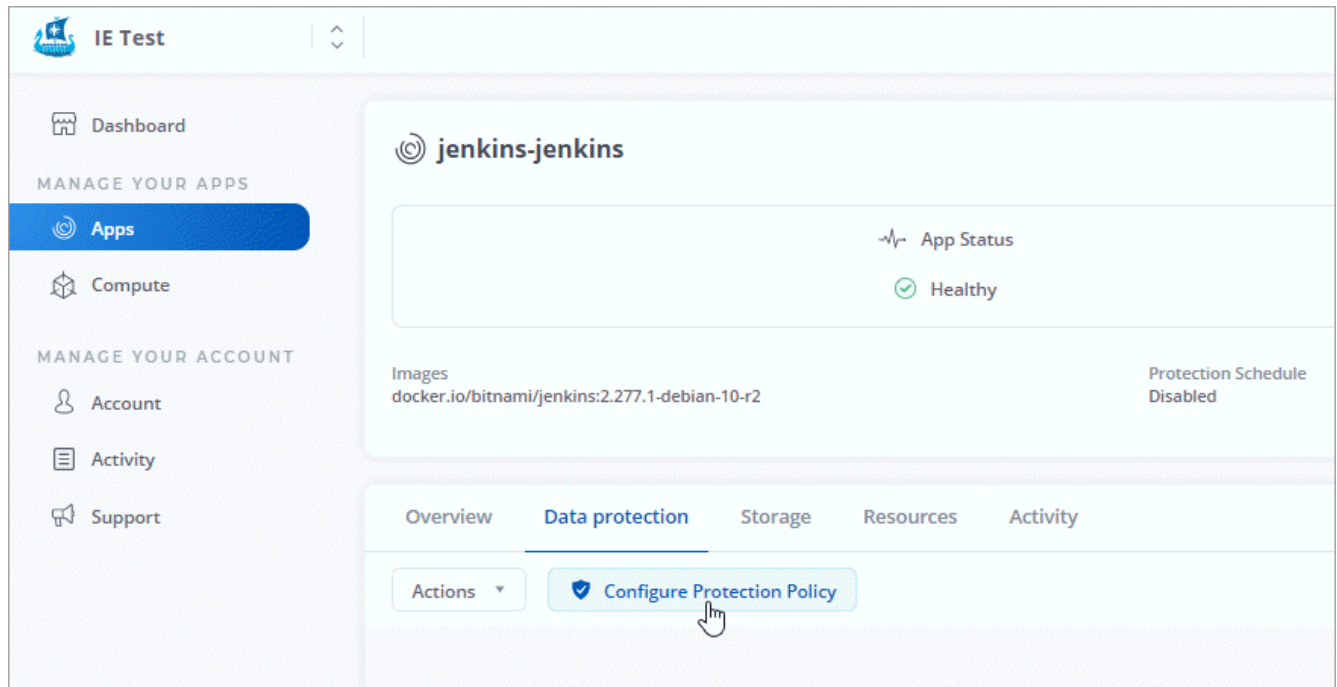 IE Test
Dashboard
MANAGE YOUR APPS
Apps
Compute
MANAGE YOUR ACCOUNT
Account
Activity
Support
jenkins-jenkins
App Status
Healthy
Images
docker.io/bitnami/jenkins:2.277.1-debian-10-r2
Protection Schedule
Disabled
Overview Data protection Storage Resources Activity
Actions Configure Protection Policy